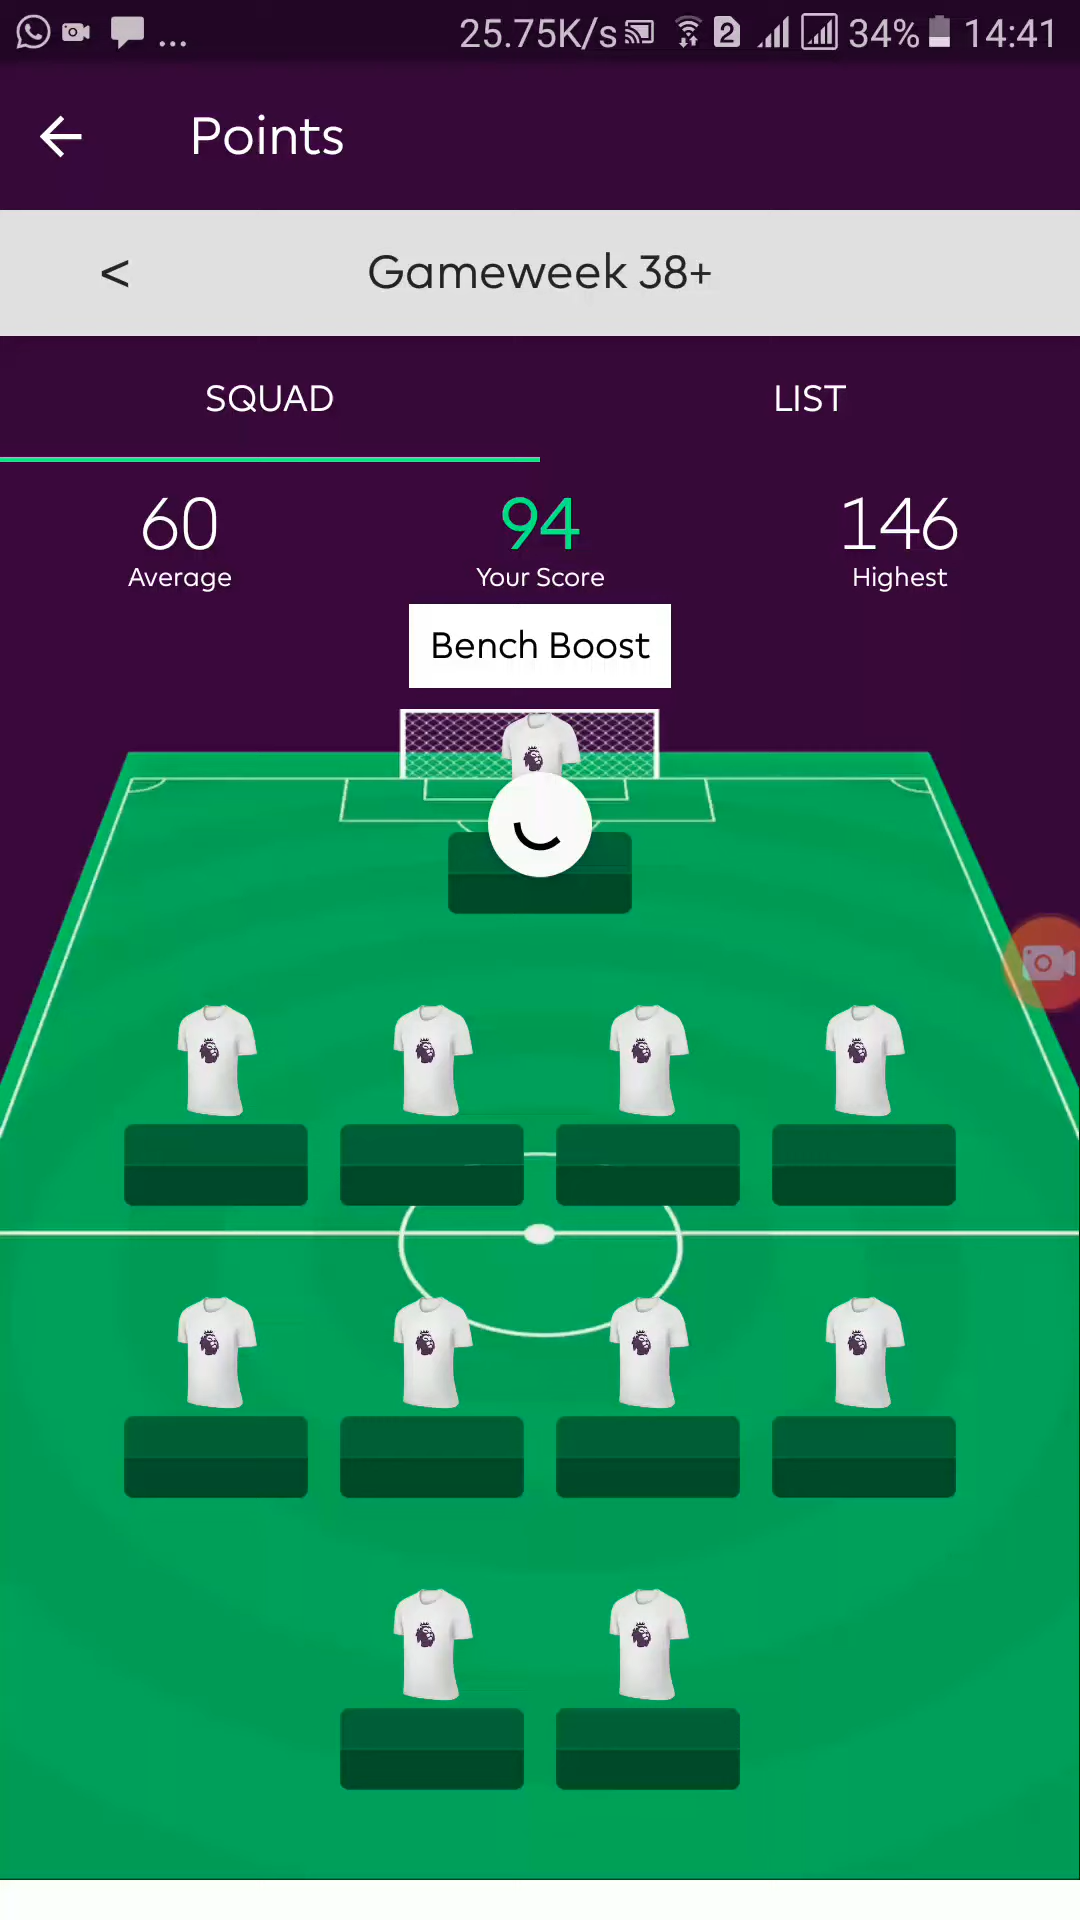 ... 25.75K/s 2 34% 14:41
Points
< Gameweek 38+
SQUAD LIST
60 94 146
Average Your Score Highest
Bench Boost